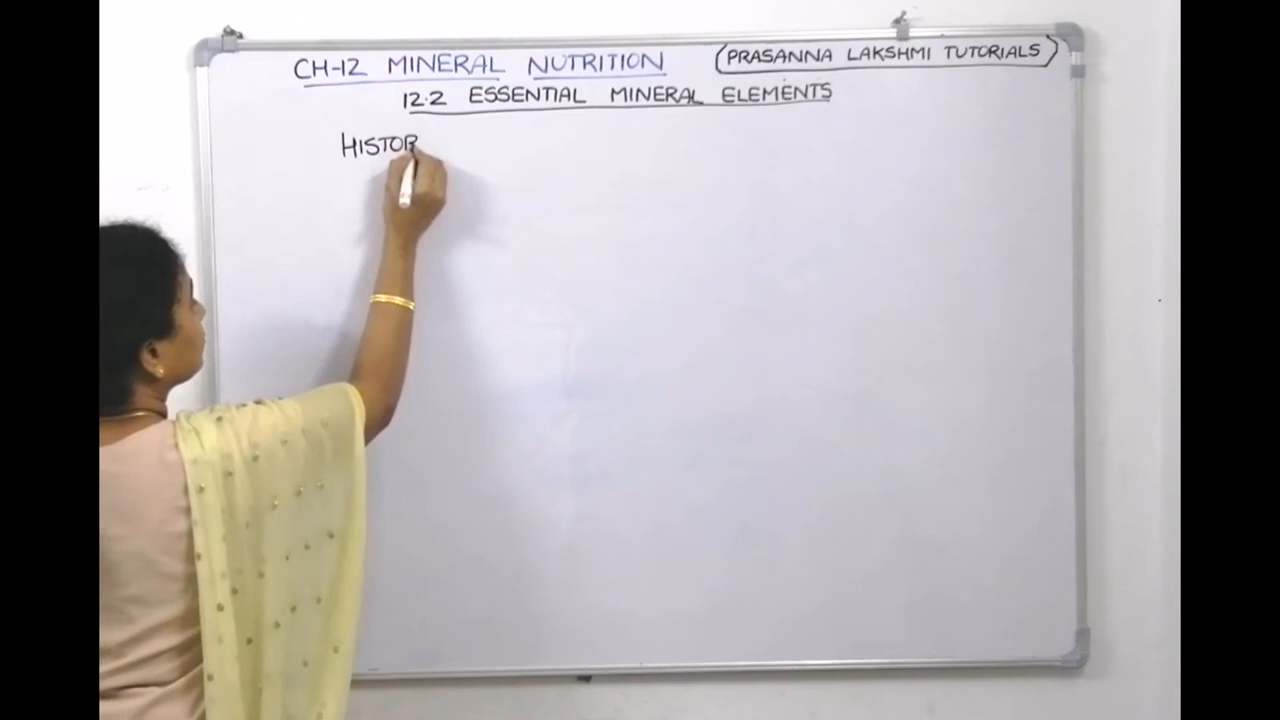 CH-12 MINERAL NUTRITION (PRASANNA LAKSHMI TUTORIALS)
12.2 ESSENTIAL MINERAL ELEMENTS
HISTOR